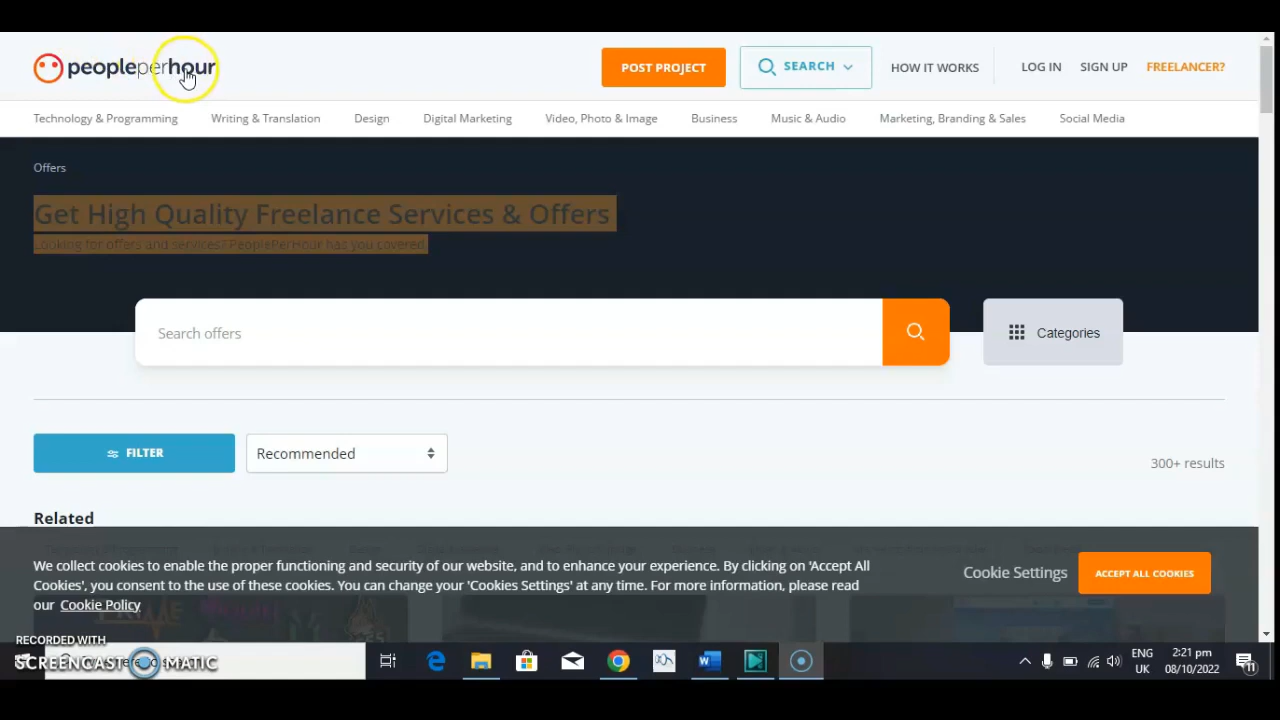 peopleperhour
POST PROJECT
SEARCH
HOW IT WORKS
LOG IN
SIGN UP
FREELANCER?
Technology & Programming
Writing & Translation
Design
Digital Marketing
Video, Photo & Image
Business
Music & Audio
Marketing, Branding & Sales
Social Media
Offers
Get High Quality Freelance Services & Offers
Looking for offers and services? PeoplePerHour has you covered.
Search offers
Categories
FILTER
Recommended
300+ results
Related
We collect cookies to enable the proper functioning and security of our website, and to enhance your experience. By clicking on 'Accept All
Cookies', you consent to the use of these cookies. You can change your 'Cookies Settings' at any time. For more information, please read
our Cookie Policy
Cookie Settings
ACCEPT ALL COOKIES
RECORDED WITH
SCREENCAST-O-MATIC
ENG
UK
2:21 pm
08/10/2022
11